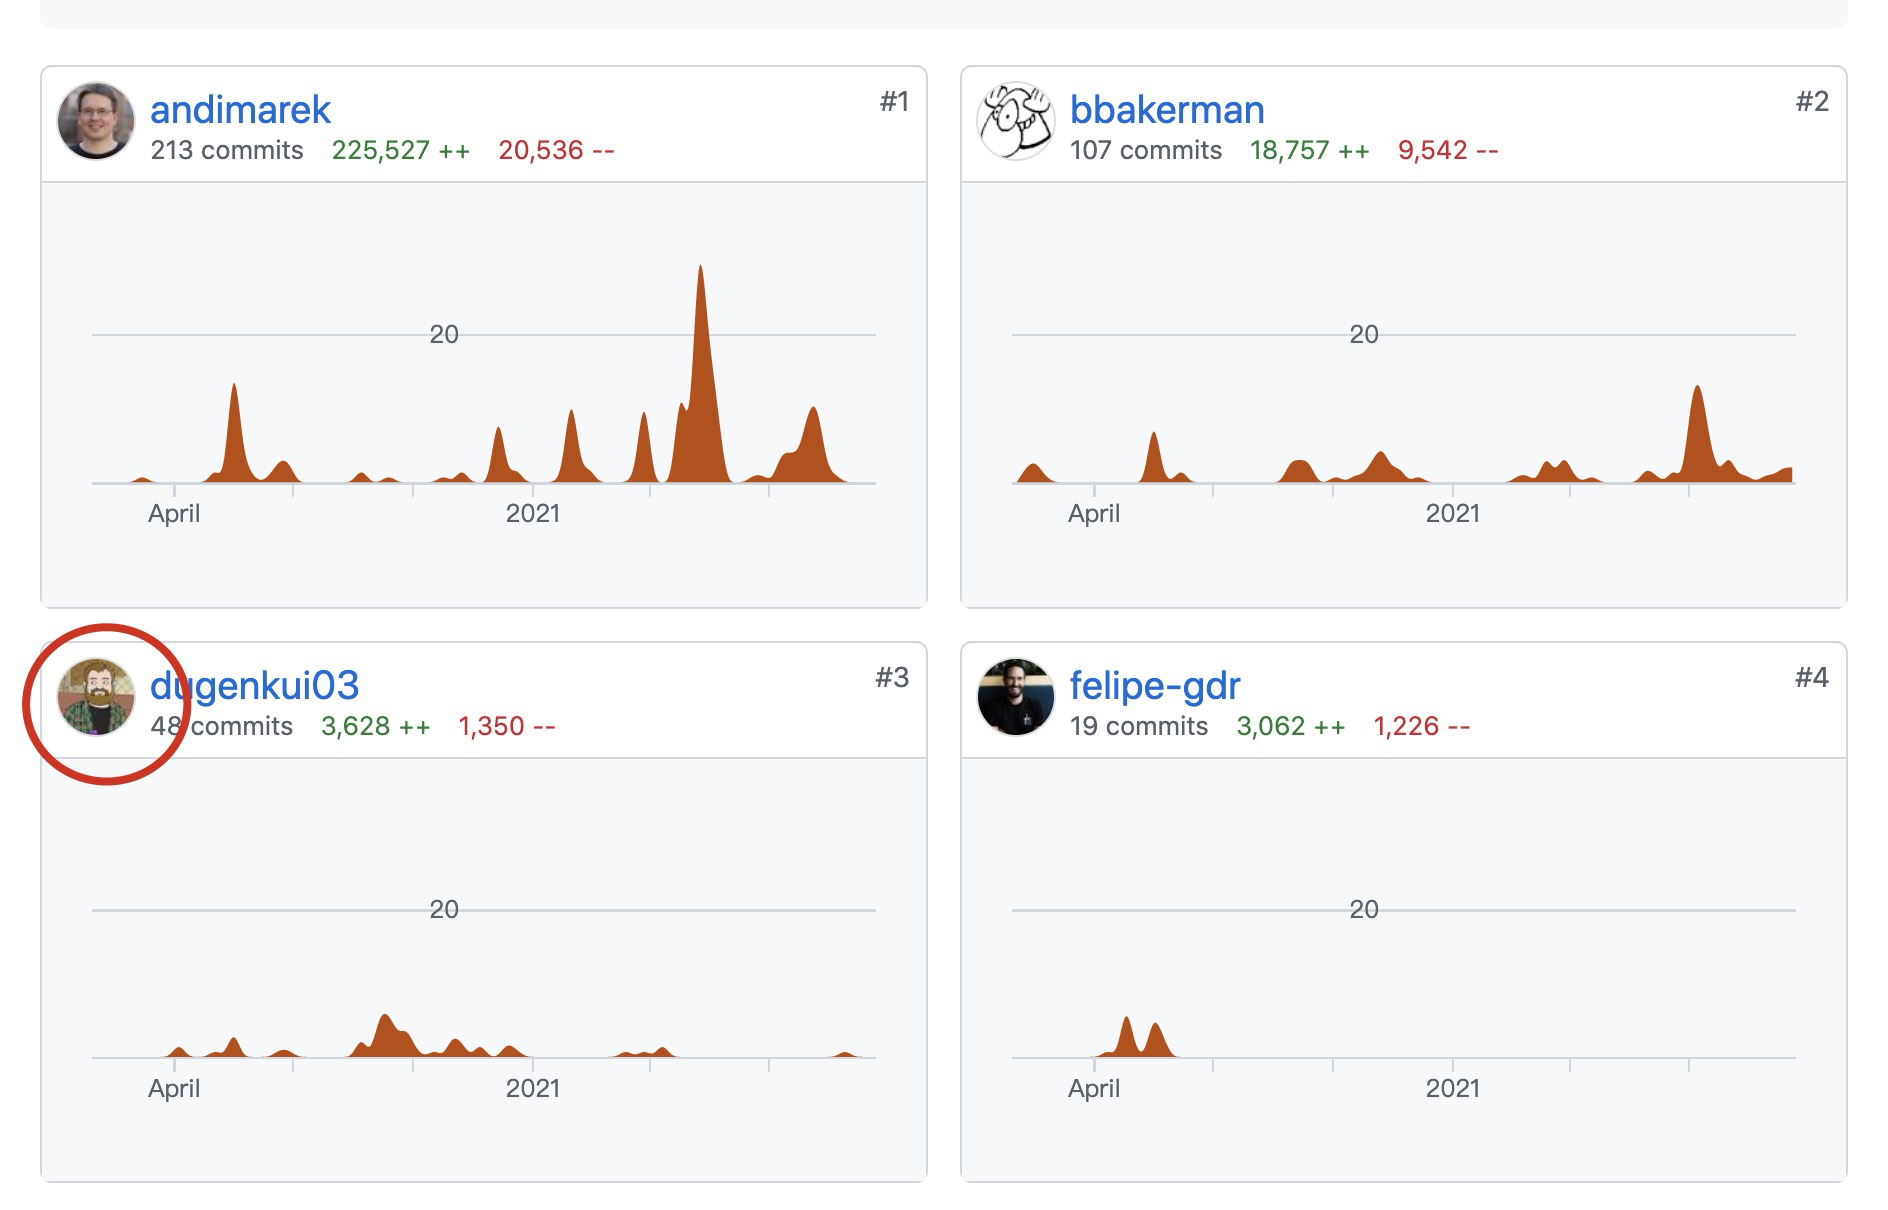 andimarek
#1
213 commits 225,527 ++ 20,536 --
20
April 2021
bbakerman
#2
107 commits 18,757 ++ 9,542 --
20
April 2021
dugenkui03
#3
48 commits 3,628 ++ 1,350 --
20
April 2021
felipe-gdr
#4
19 commits 3,062 ++ 1,226 --
20
April 2021